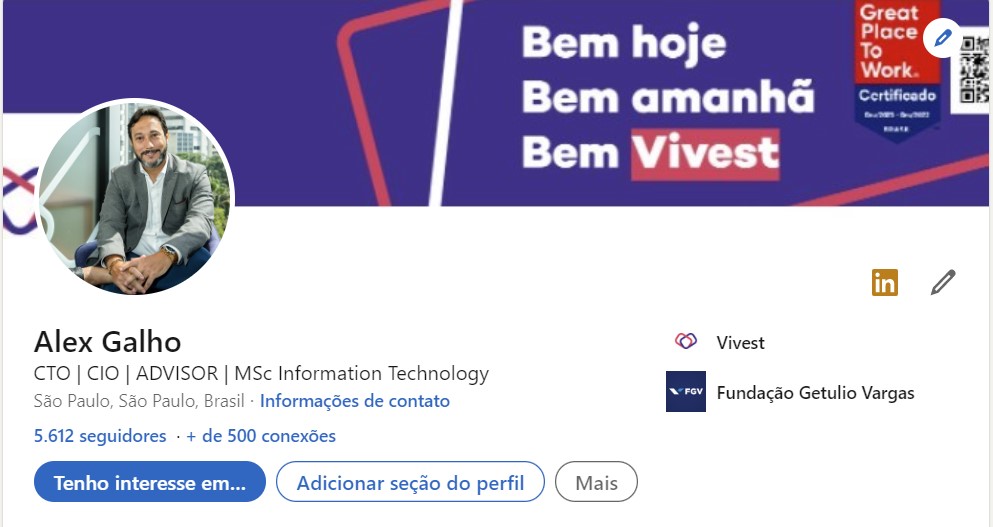 Bem hoje
Bem amanhã
Bem Vivest
Great
Place
To
Work.
Certificado
BRASIL
in
Alex Galho
CTO | CIO | ADVISOR | MSc Information Technology
São Paulo, São Paulo, Brasil · Informações de contato
5.612 seguidores · + de 500 conexões
Tenho interesse em...
Adicionar seção do perfil
Mais
Vivest
FGV
Fundação Getulio Vargas